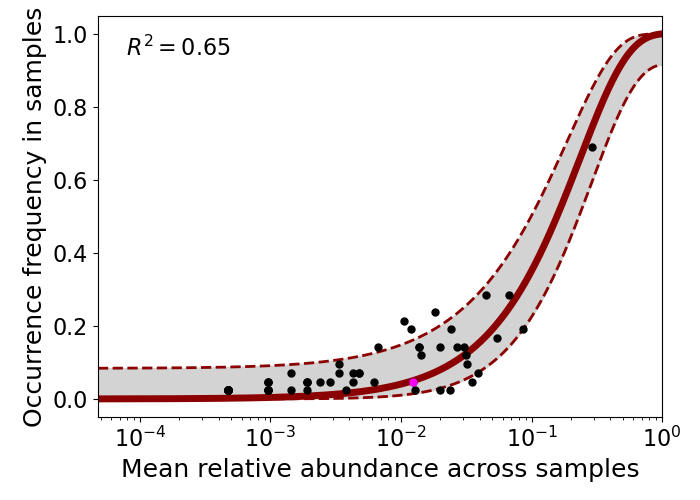 R² = 0.65
Occurrence frequency in samples
1.0
0.8
0.6
0.4
0.2
0.0
10⁻⁴ 10⁻³ 10⁻² 10⁻¹ 10⁰
Mean relative abundance across samples